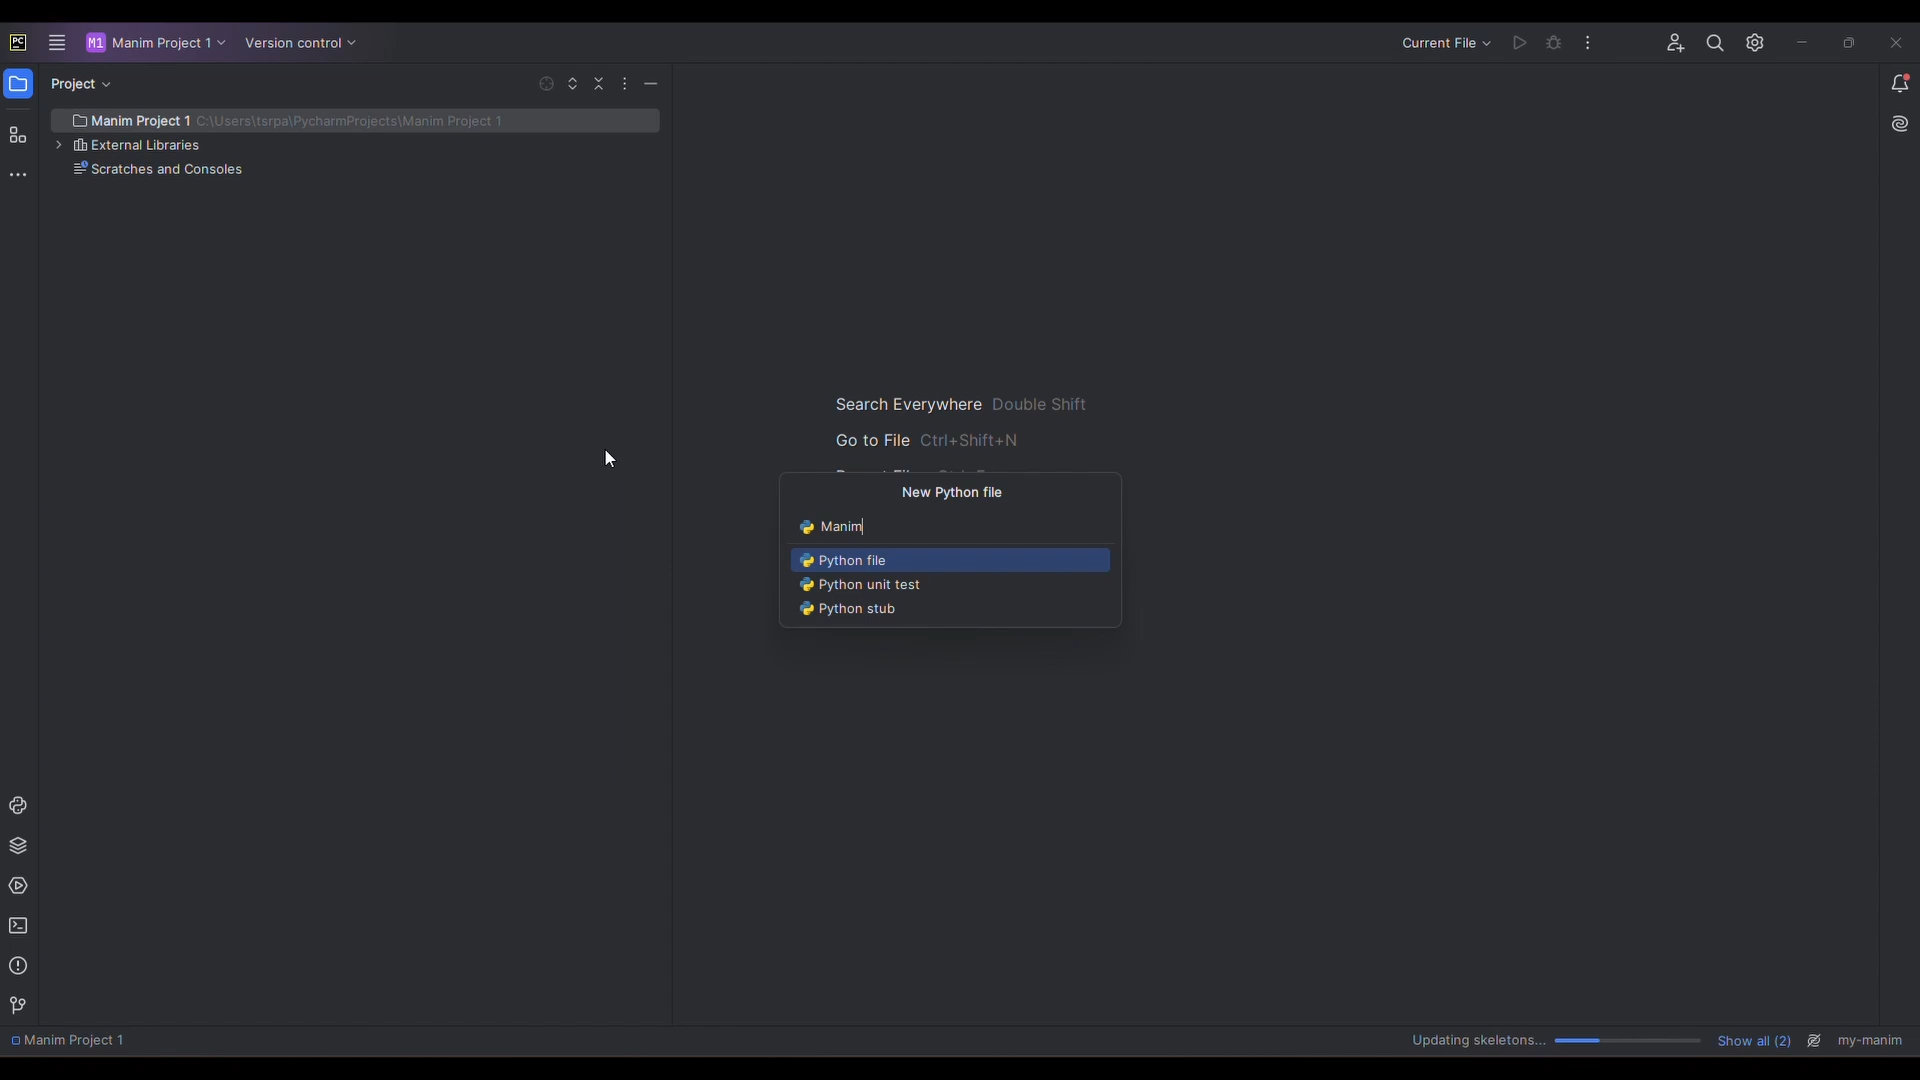 PC M1 Manim Project 1 Version control Current File
Project
Manim Project 1 C:\Users\tsrpa\PycharmProjects\Manim Project 1
External Libraries
Scratches and Consoles
Search Everywhere Double Shift
Go to File Ctrl+Shift+N
New Python file
Manim
Python file
Python unit test
Python stub
Manim Project 1 Updating skeletons... Show all (2) my-manim